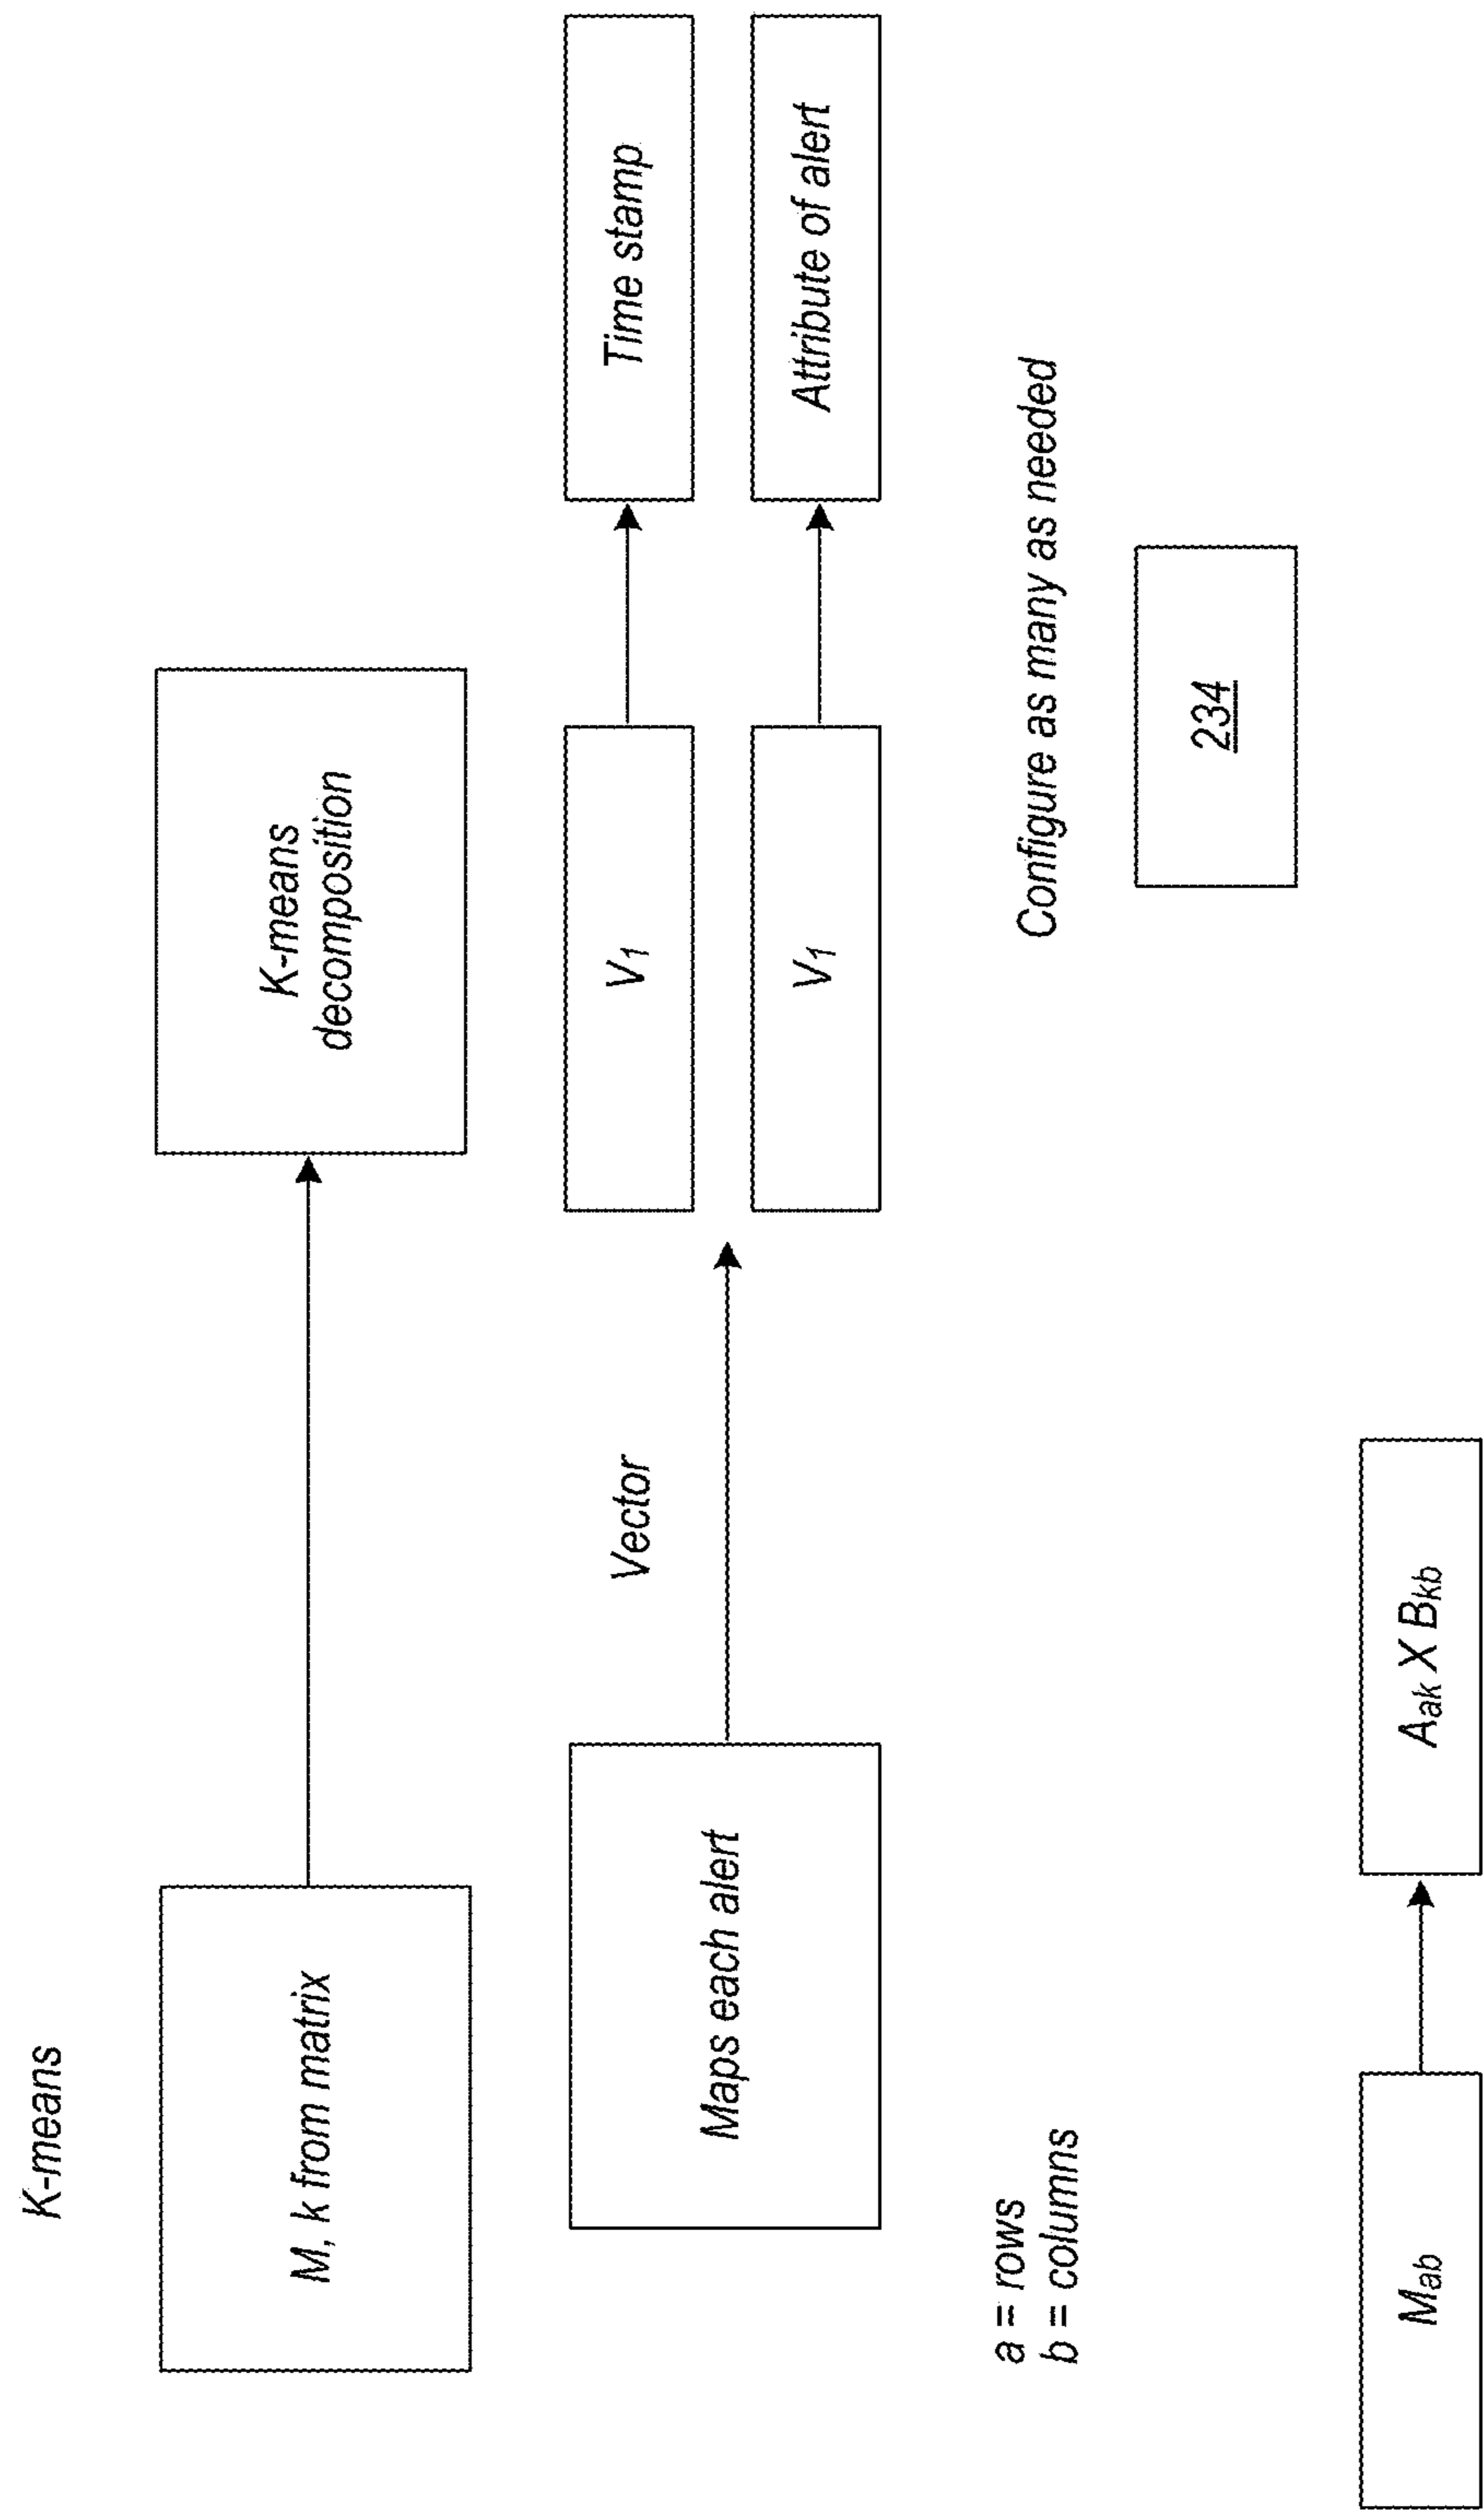 K-means
M, k from matrix
K-means
decomposition
Maps each alert
Vector
V1
Time stamp
V1
Attribute of alert
a = rows
b = columns
Configure as many as needed
234
Mab
Aak X Bkb